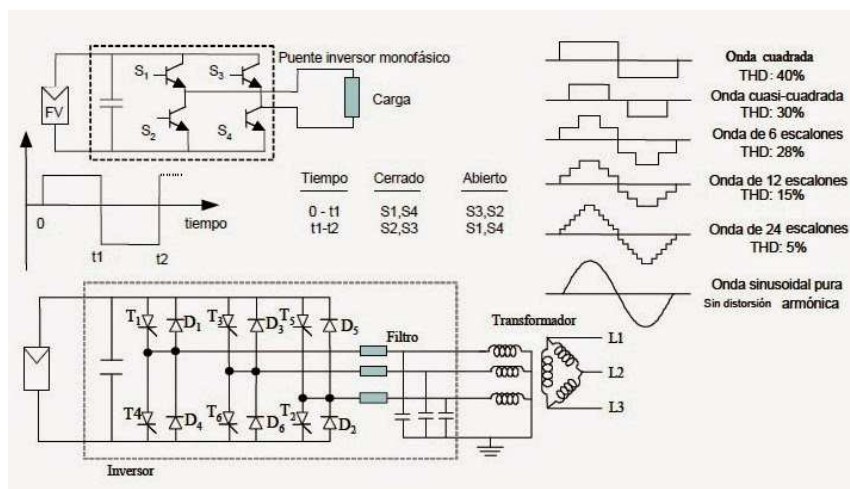 Puente inversor monofásico
S1
S3
FV
S2
S4
Carga
0
t1
t2
tiempo
Tiempo Cerrado Abierto
0 - t1 S1,S4 S3,S2
t1-t2 S2,S3 S1,S4
Onda cuadrada
THD: 40%
Onda cuasi-cuadrada
THD: 30%
Onda de 6 escalones
THD: 28%
Onda de 12 escalones
THD: 15%
Onda de 24 escalones
THD: 5%
Onda sinusoidal pura
Sin distorsión armónica
T1 D1 T3 D3 T5 D5
Filtro
Transformador
L1
L2
L3
T4 D4 T6 D6 T2 D2
Inversor